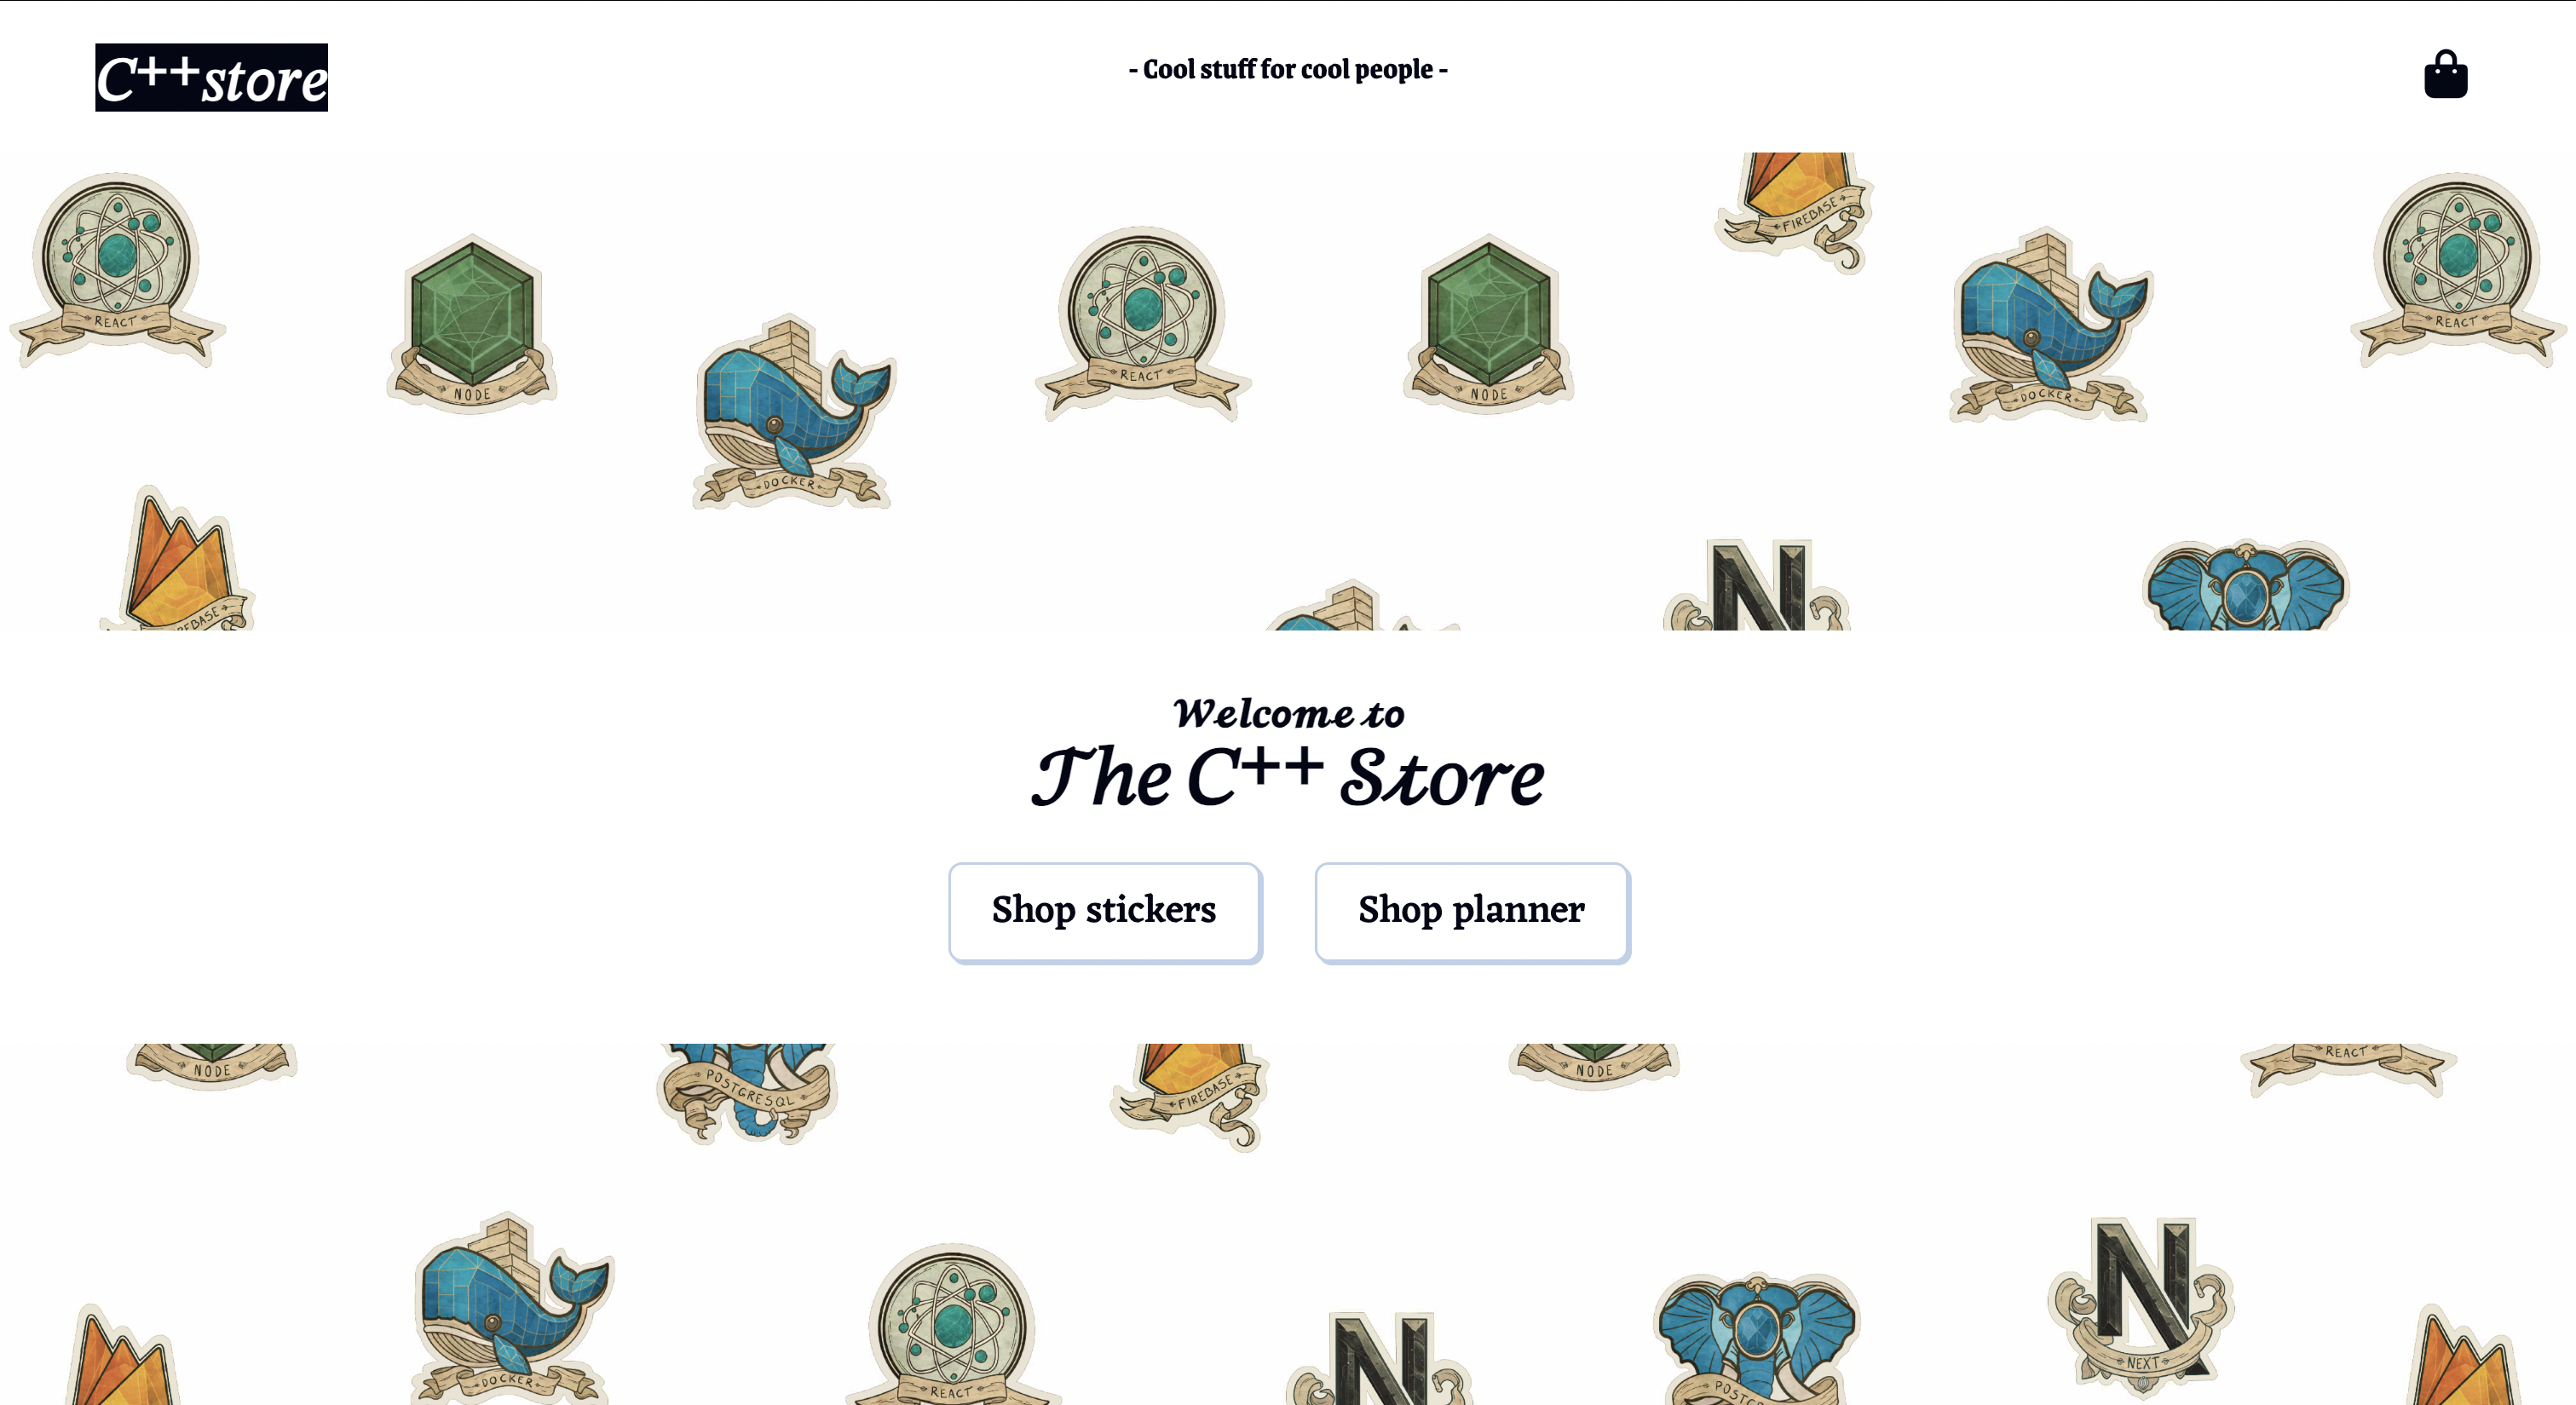 C++store
- Cool stuff for cool people -
FIREBASE
REACT
REACT
NODE
REACT
NODE
DOCKER
DOCKER
Welcome to
The C++ Store
Shop stickers
Shop planner
NODE
POSTGRESQL
FIREBASE
NODE
REACT
DOCKER
REACT
NEXT